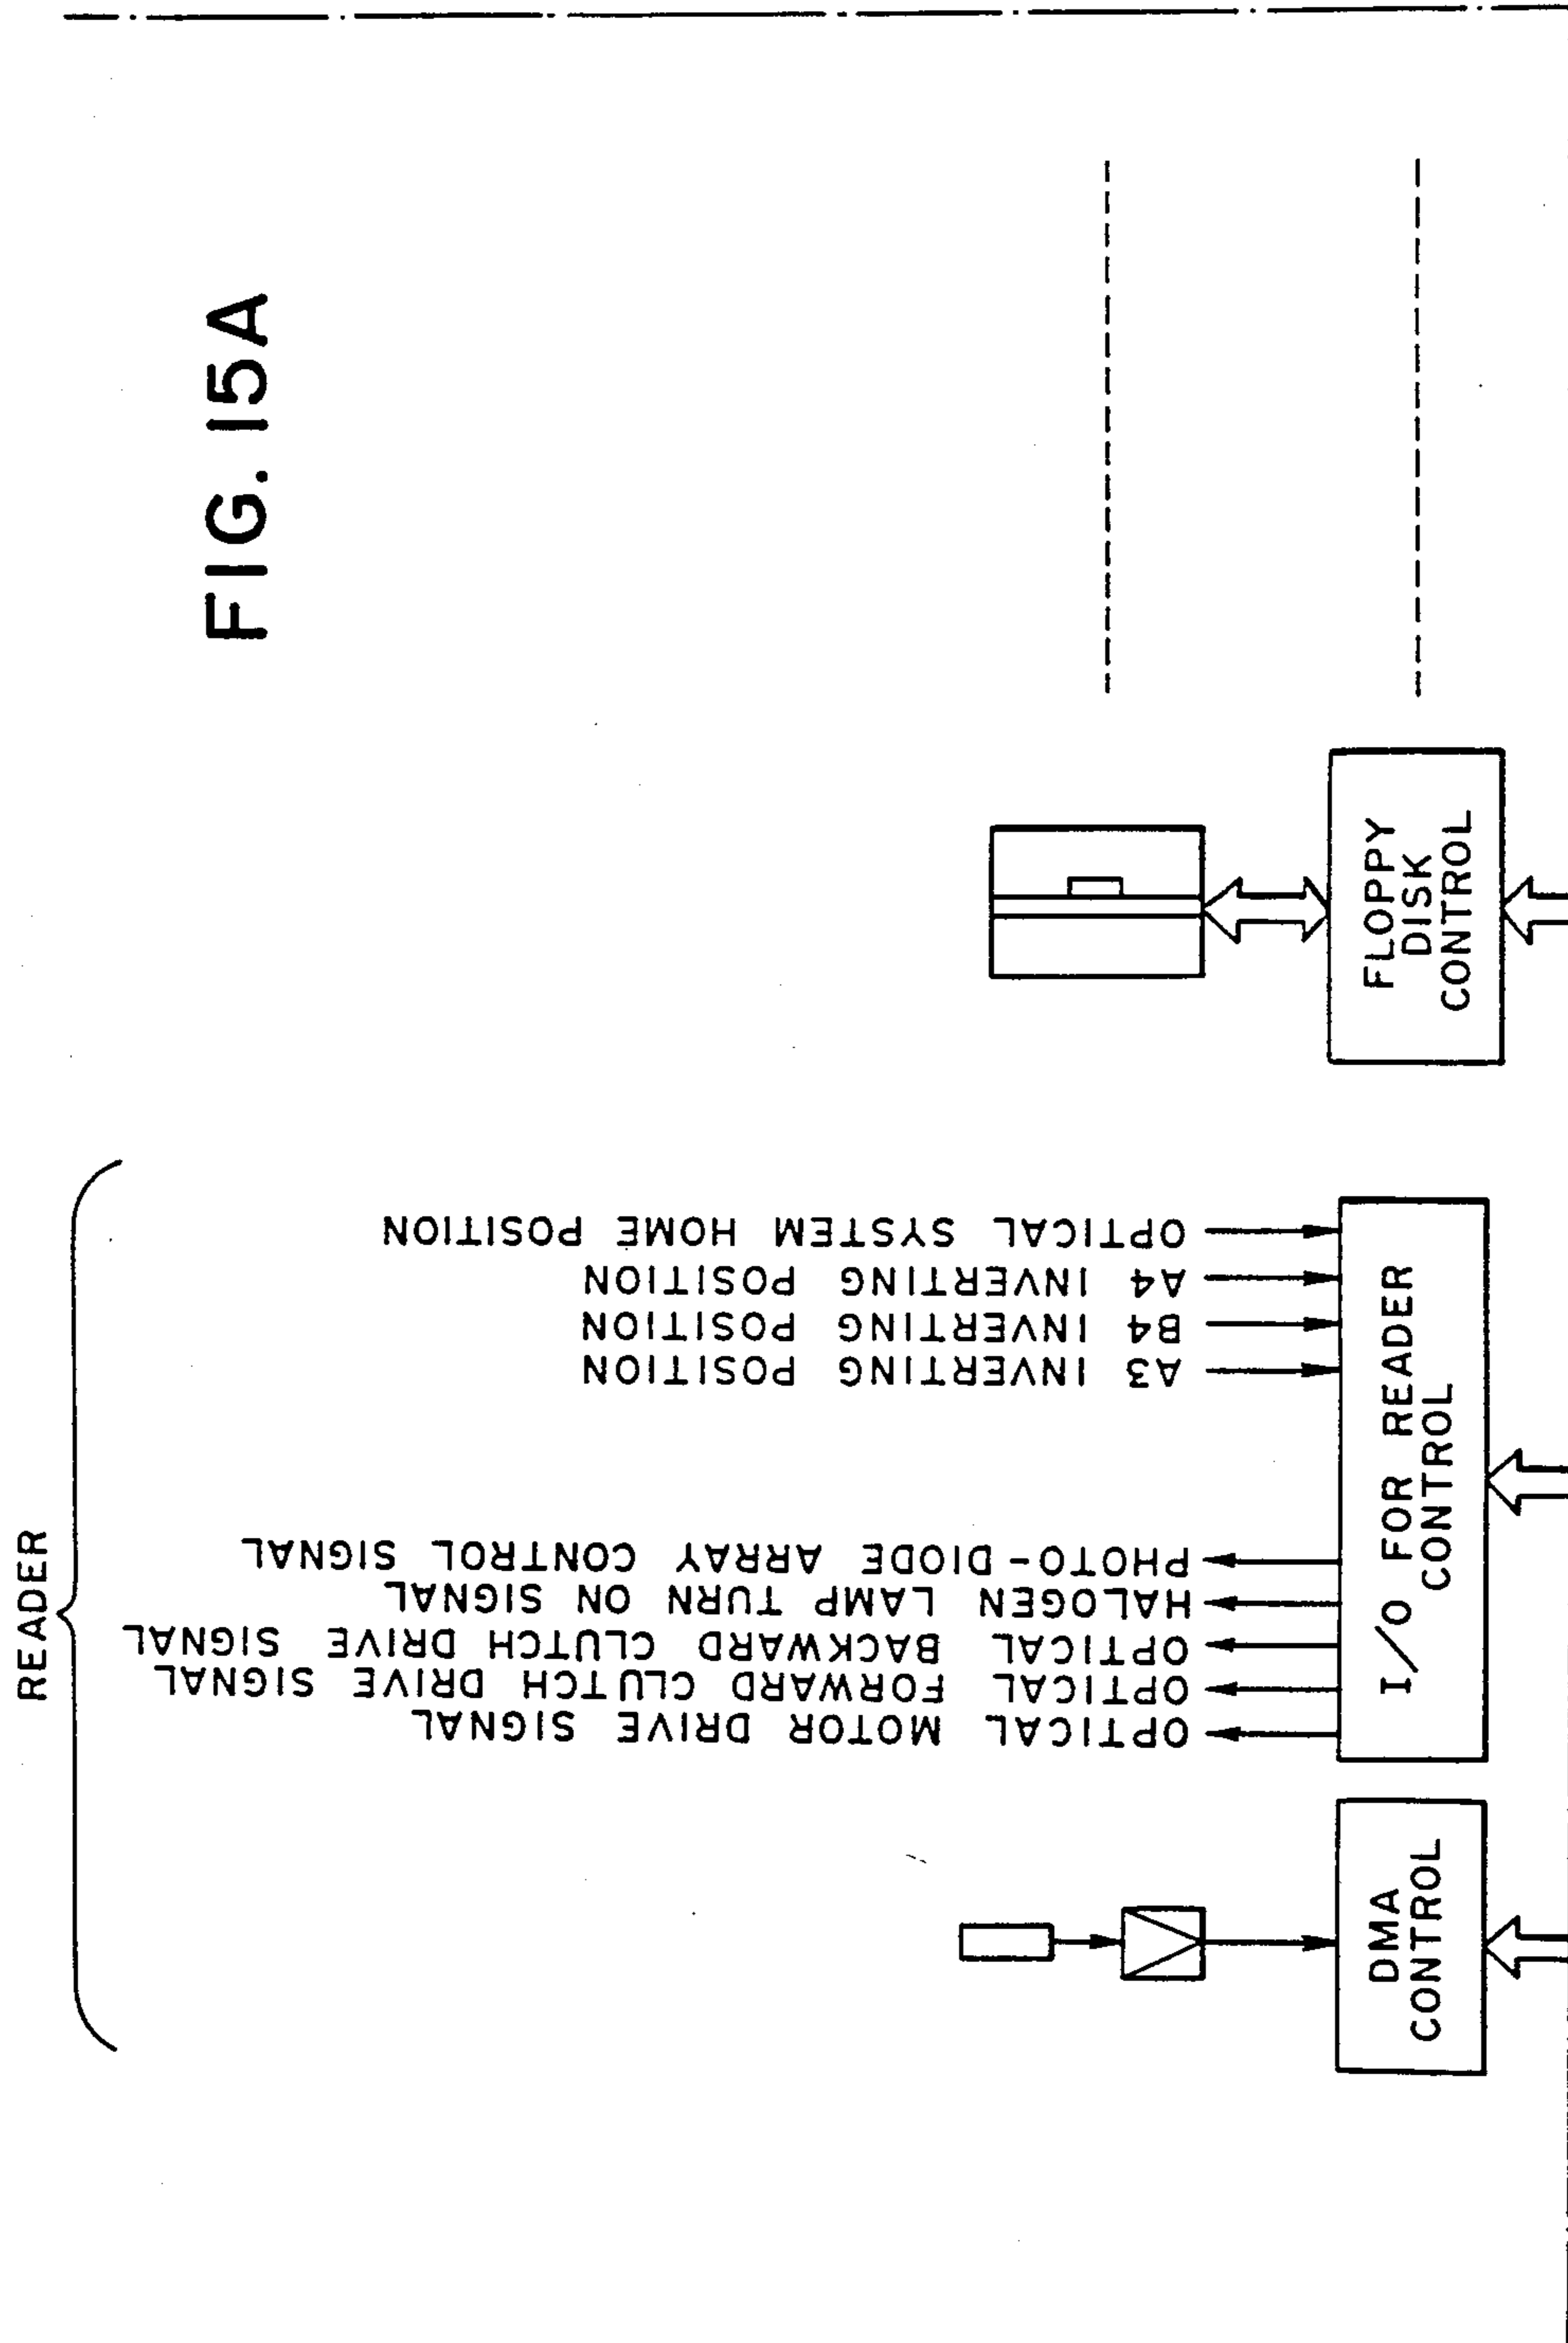 FIG. 15A
READER
OPTICAL MOTOR DRIVE SIGNAL
OPTICAL FORWARD CLUTCH DRIVE SIGNAL
OPTICAL BACKWARD CLUTCH DRIVE SIGNAL
HALOGEN LAMP TURN ON SIGNAL
PHOTO-DIODE ARRAY CONTROL SIGNAL
A3 INVERTING POSITION
B4 INVERTING POSITION
A4 INVERTING POSITION
OPTICAL SYSTEM HOME POSITION
DMA
CONTROL
I/O FOR READER
CONTROL
FLOPPY
DISK
CONTROL